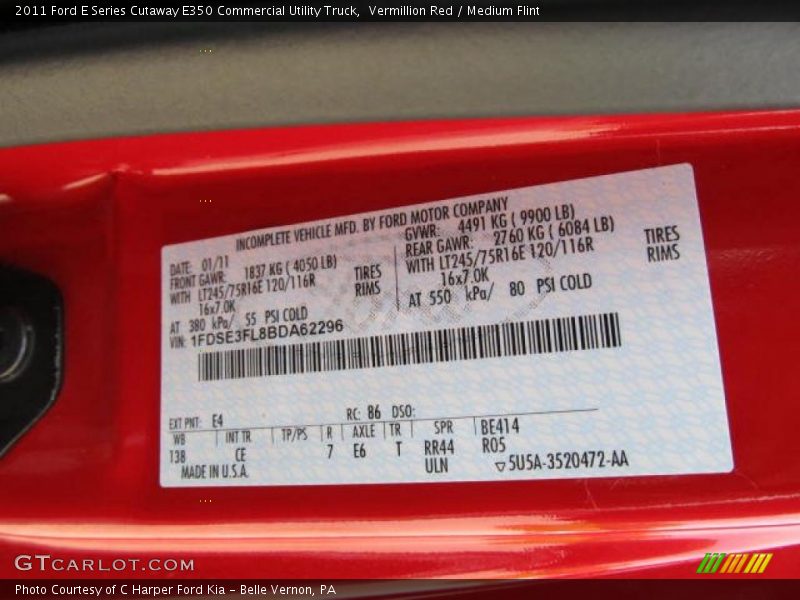 2011 Ford E Series Cutaway E350 Commercial Utility Truck,  Vermillion Red / Medium Flint
INCOMPLETE VEHICLE MFD. BY FORD MOTOR COMPANY
DATE: 01/11
GVWR: 4491 KG ( 9900 LB)
FRONT GAWR: 1837 KG ( 4050 LB)
REAR GAWR: 2760 KG ( 6084 LB)
WITH LT245/75R16E 120/116R TIRES
WITH LT245/75R16E 120/116R TIRES
16x7.0K RIMS
16x7.0K RIMS
AT 380 kPa/ 55 PSI COLD
AT 550 kPa/ 80 PSI COLD
VIN: 1FDSE3FL8BDA62296
EXT PNT: E4 RC: 86 DSO:
WB INT TR TP/PS R AXLE TR SPR BE414
T3B CE 7 E6 T RR44 R05
MADE IN U.S.A. ULN ▽5U5A-3520472-AA
GTCARLOT.COM
Photo Courtesy of C Harper Ford Kia - Belle Vernon, PA